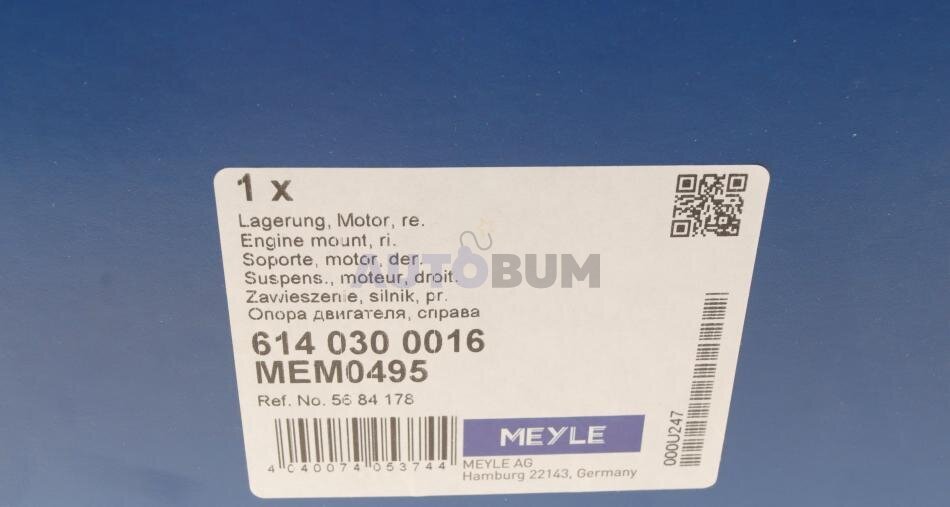 1 x
Lagerung, Motor, re.
Engine mount, ri.
Soporte, motor, der.
AUTOBUM
Suspens., moteur, droit.
Zawieszenie, silnik, pr.
Опора двигателя, справа
614 030 0016
MEM0495
Ref. No. 56 84 178
MEYLE
4 040074 053744
MEYLE AG
Hamburg 22143, Germany
000U247